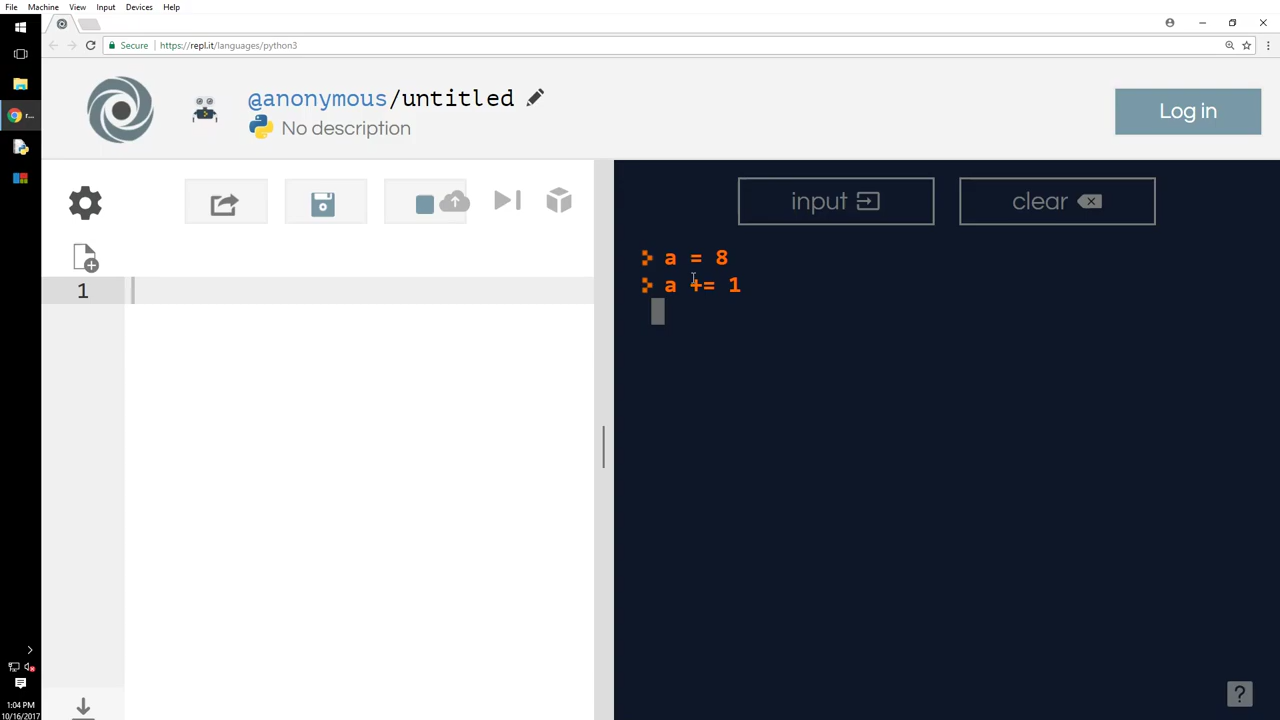 File Machine View Input Devices Help
Secure https://repl.it/languages/python3
@anonymous/untitled
No description
Log in
input
clear
a = 8
a += 1
1
r...
?
1:04 PM
10/16/2017